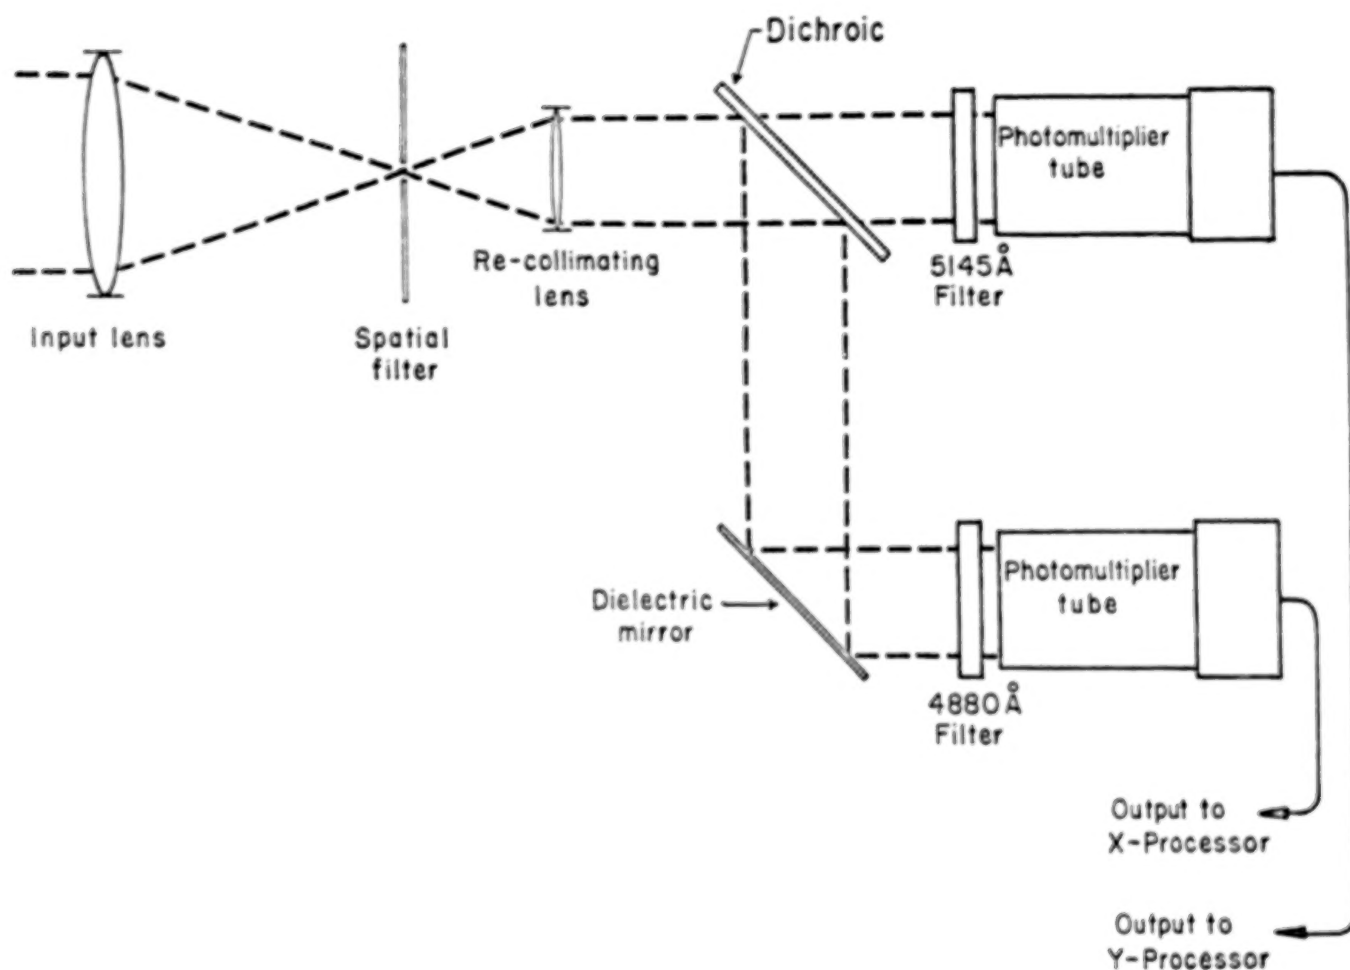 Dichroic
Photomultiplier
tube
5145Å
Filter
Re-collimating
lens
Input lens
Spatial
filter
Photomultiplier
tube
Dielectric
mirror
4880Å
Filter
Output to
X-Processor
Output to
Y-Processor